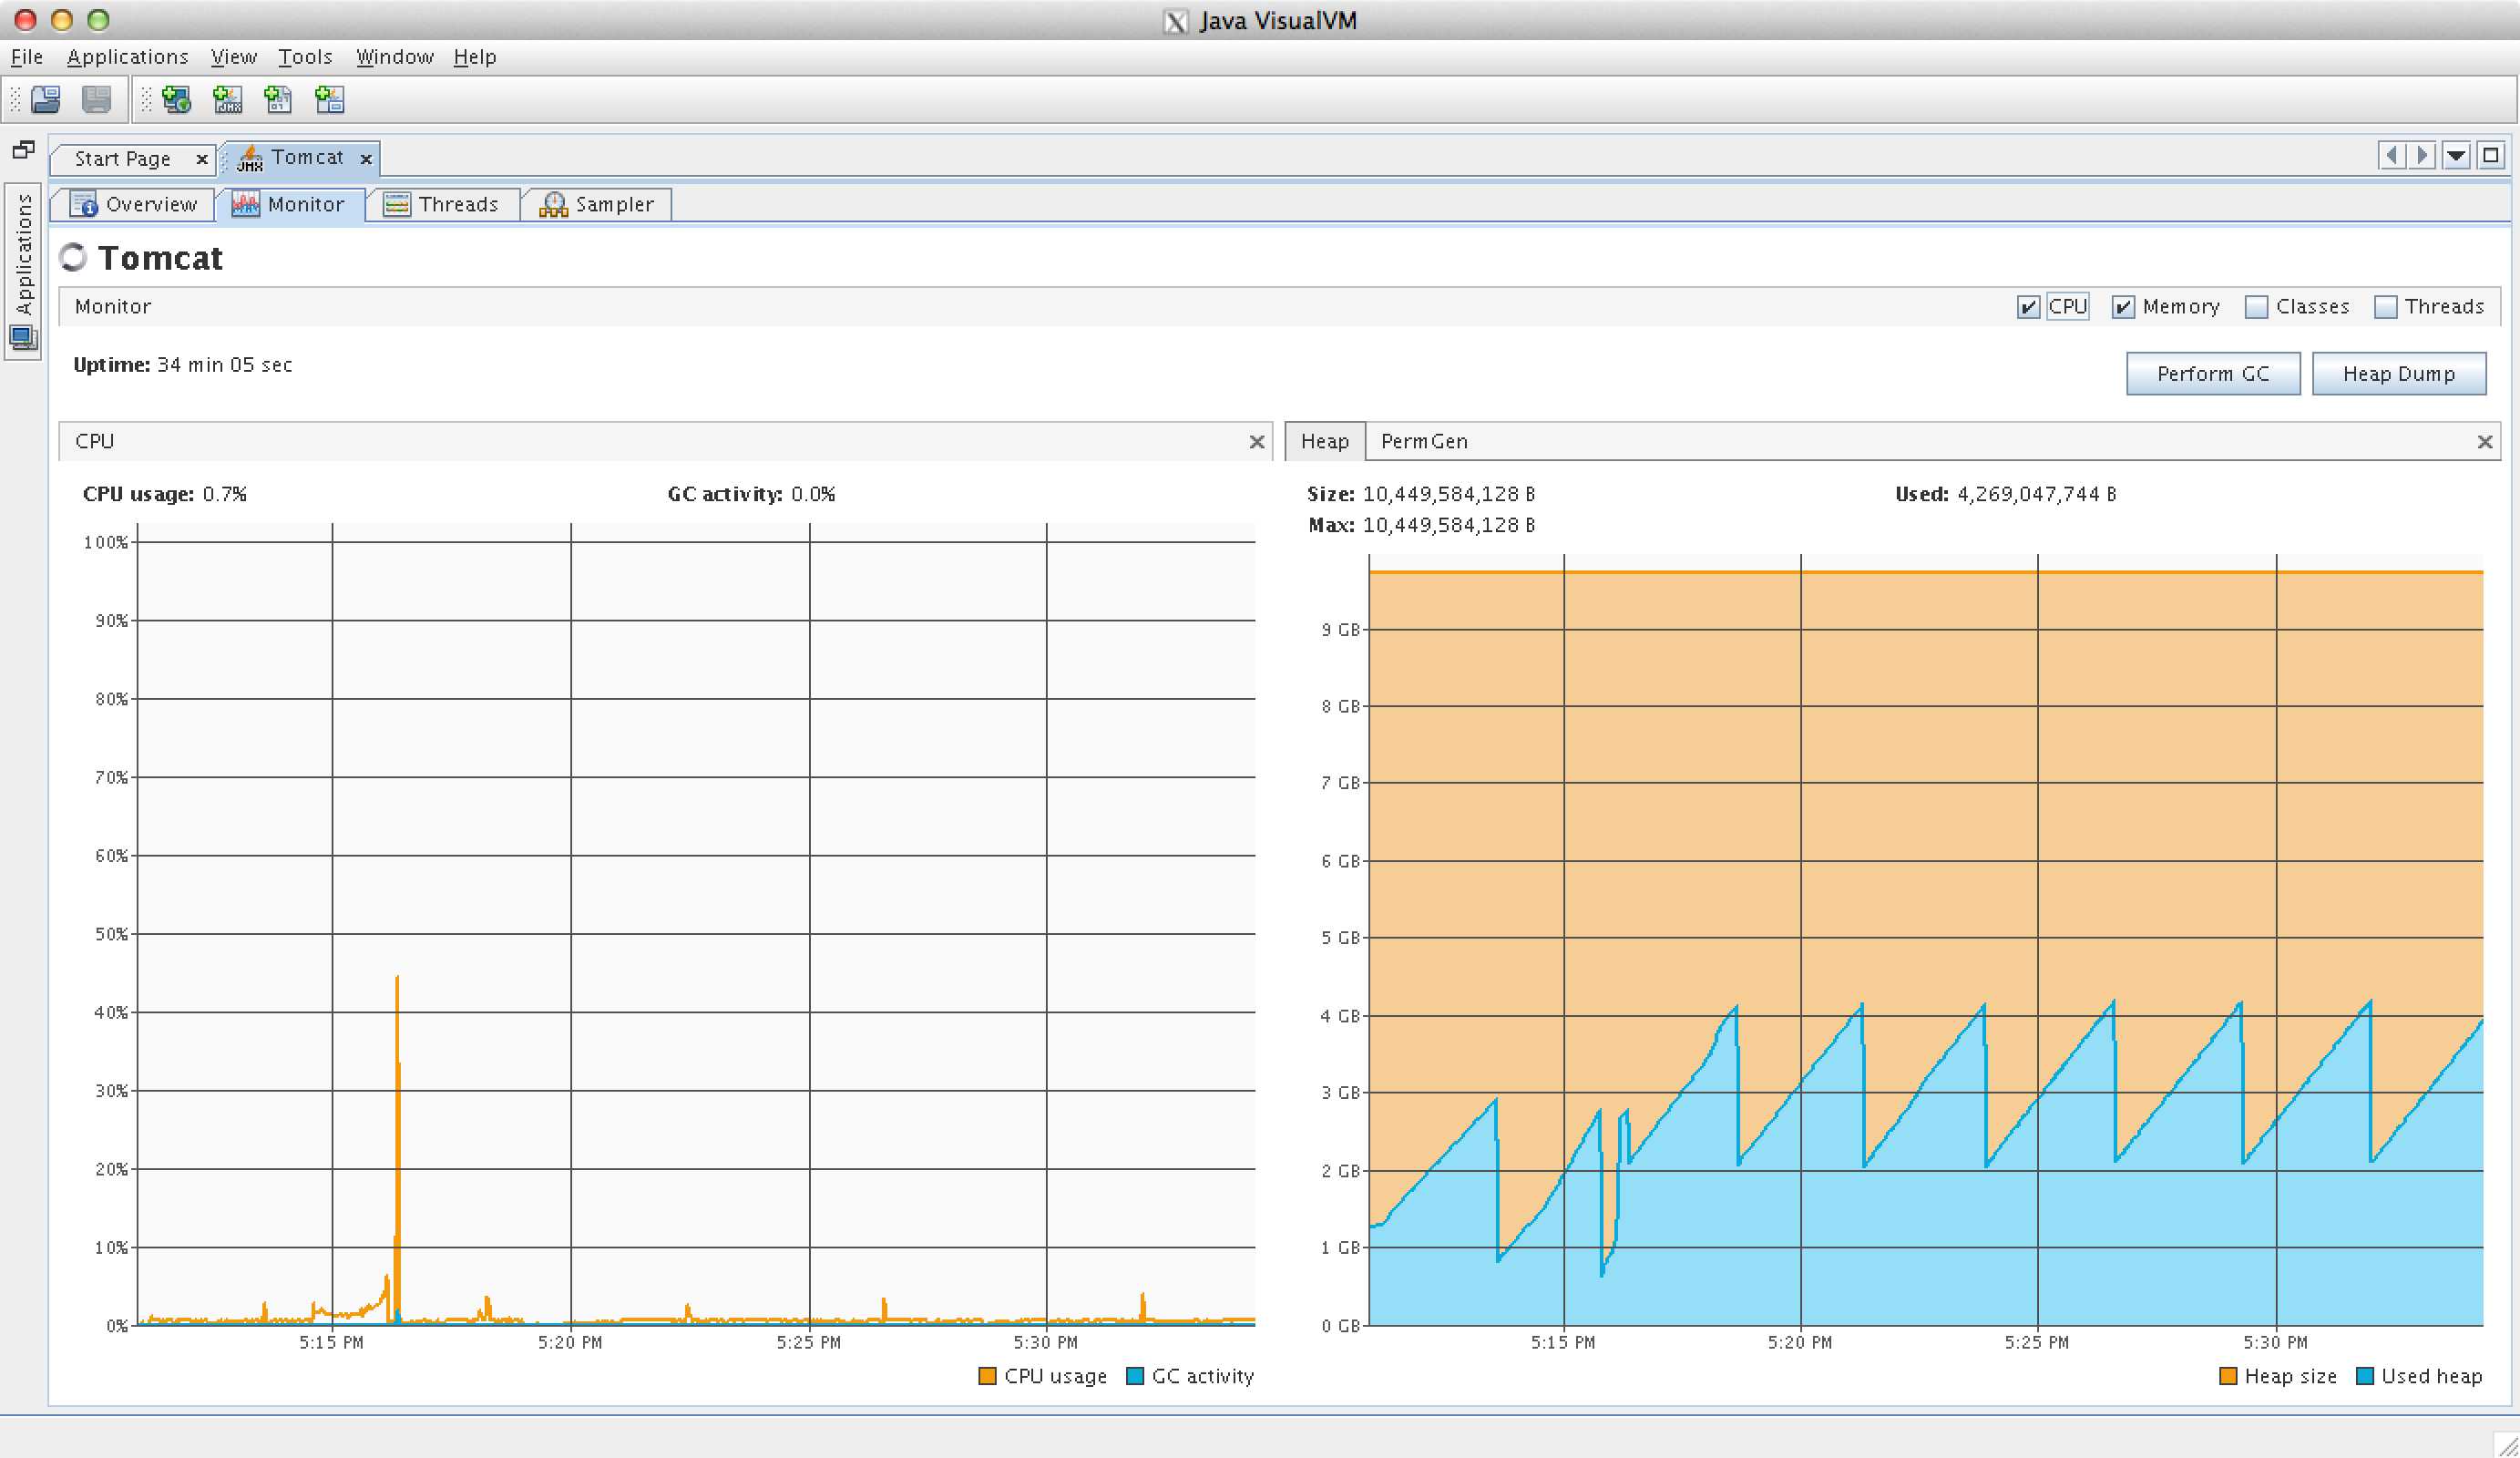 Java VisualVM
File Applications View Tools Window Help
Start Page Tomcat
Overview Monitor Threads Sampler
Applications
Tomcat
Monitor CPU Memory Classes Threads
Uptime: 34 min 05 sec
Perform GC Heap Dump
CPU
CPU usage: 0.7% GC activity: 0.0%
100%
90%
80%
70%
60%
50%
40%
30%
20%
10%
0%
5:15 PM 5:20 PM 5:25 PM 5:30 PM
CPU usage GC activity
Heap PermGen
Size: 10,449,584,128 B Used: 4,269,047,744 B
Max: 10,449,584,128 B
9 GB
8 GB
7 GB
6 GB
5 GB
4 GB
3 GB
2 GB
1 GB
0 GB
5:15 PM 5:20 PM 5:25 PM 5:30 PM
Heap size Used heap